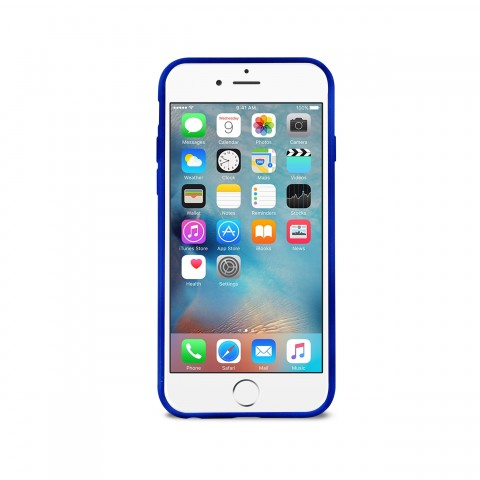 9:41 AM 100%
Wednesday
9
Messages Calendar Photos Camera
Weather Clock Maps Videos
Wallet Notes Reminders Stocks
iTunes Store App Store iBooks News
Health Settings
Phone Safari Mail Music